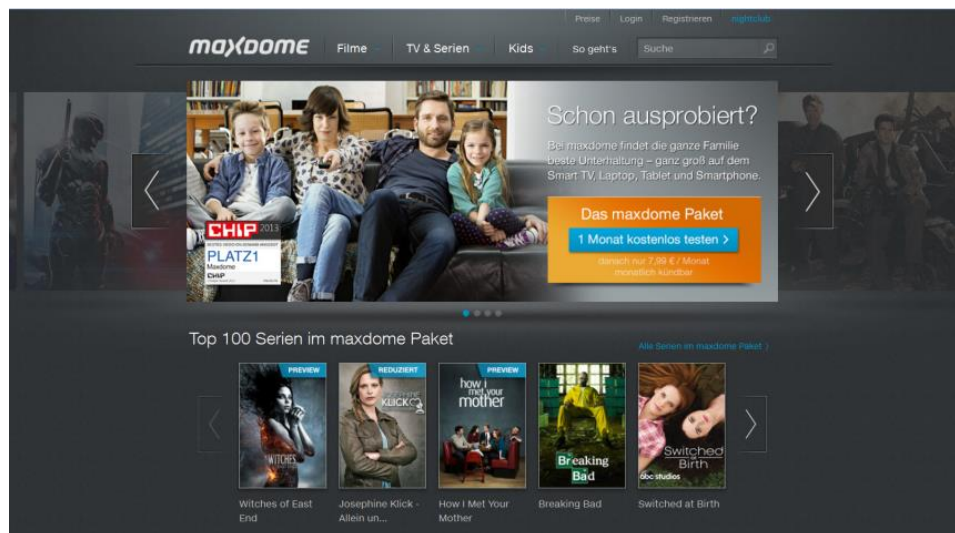 Preise Login Registrieren nightclub
maxdome Filme TV & Serien Kids So geht's Suche
Schon ausprobiert?
Bei maxdome findet die ganze Familie
beste Unterhaltung – ganz groß auf dem
Smart TV, Laptop, Tablet und Smartphone.
Das maxdome Paket
1 Monat kostenlos testen >
danach nur 7,99 € / Monat
monatlich kündbar
CHIP 2013
PLATZ1
Maxdome
CHIP
Top 100 Serien im maxdome Paket
Alle Serien im maxdome Paket >
PREVIEW
WITCHES
REDUZIERT
JOSEPHINE
KLICK
PREVIEW
how i
met your
mother
Breaking
Bad
Switched
at
Birth
abc studios
Witches of East
End
Josephine Klick -
Allein un...
How I Met Your
Mother
Breaking Bad
Switched at Birth